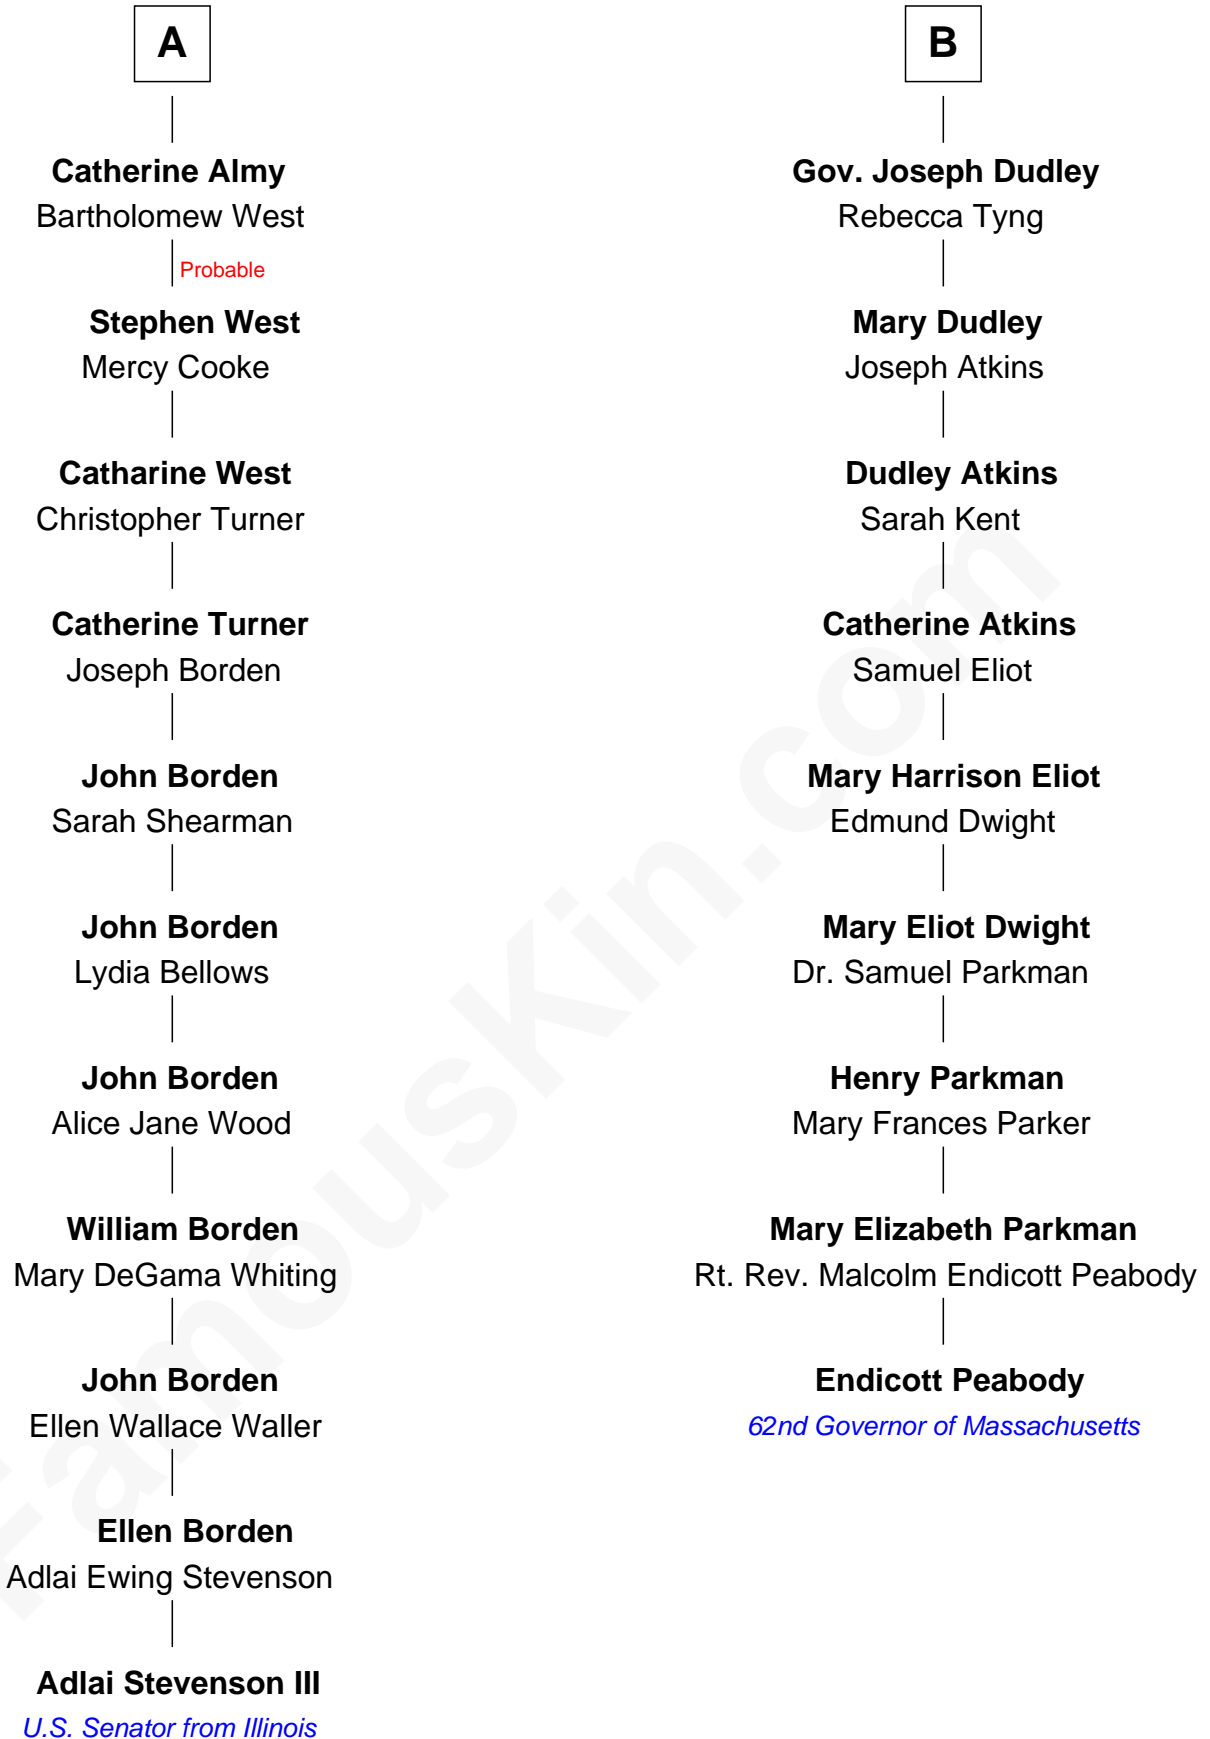 A
Catherine Almy
Bartholomew West
Probable
Stephen West
Mercy Cooke
Catharine West
Christopher Turner
Catherine Turner
Joseph Borden
John Borden
Sarah Shearman
John Borden
Lydia Bellows
John Borden
Alice Jane Wood
William Borden
Mary DeGama Whiting
John Borden
Ellen Wallace Waller
Ellen Borden
Adlai Ewing Stevenson
Adlai Stevenson III
U.S. Senator from Illinois
B
Gov. Joseph Dudley
Rebecca Tyng
Mary Dudley
Joseph Atkins
Dudley Atkins
Sarah Kent
Catherine Atkins
Samuel Eliot
Mary Harrison Eliot
Edmund Dwight
Mary Eliot Dwight
Dr. Samuel Parkman
Henry Parkman
Mary Frances Parker
Mary Elizabeth Parkman
Rt. Rev. Malcolm Endicott Peabody
Endicott Peabody
62nd Governor of Massachusetts
FamousKin.com